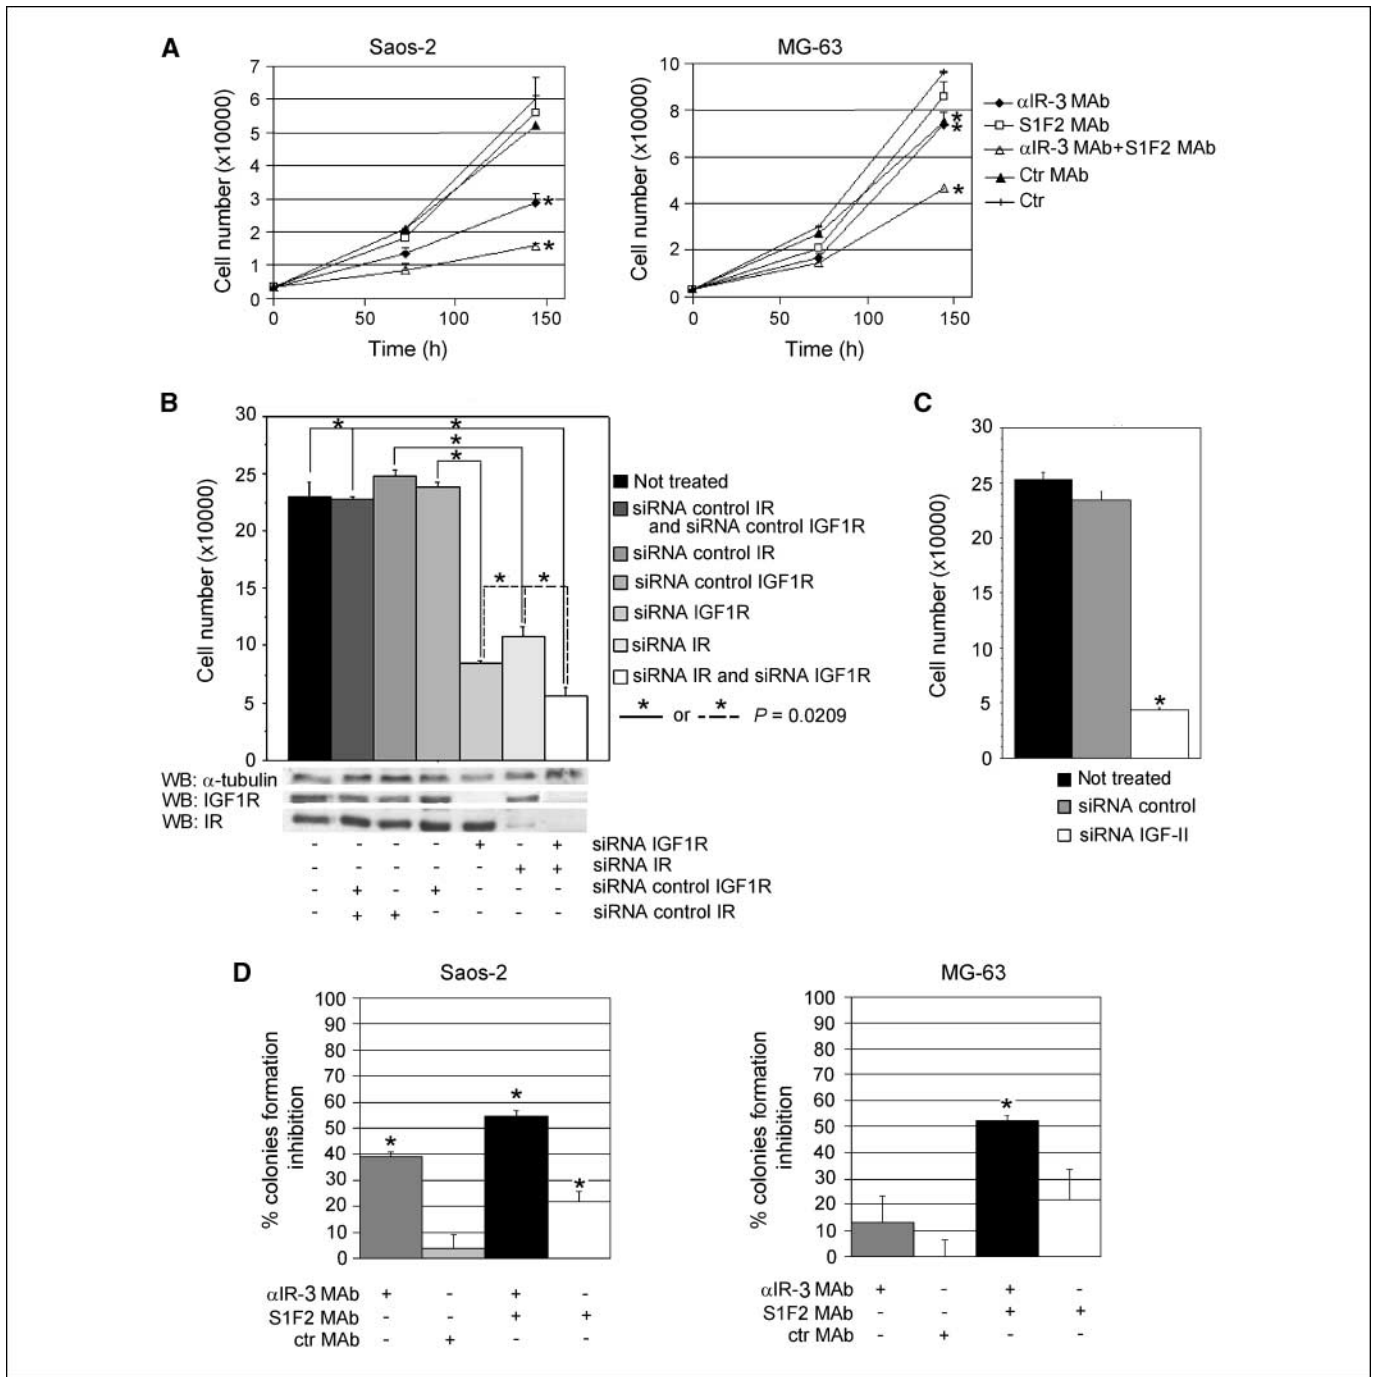 A
Saos-2
MG-63
Cell number (x10000)
7
6
5
4
3
2
1
0
0 50 100 150
Time (h)
* *
Cell number (x10000)
10
8
6
4
2
0
0 50 100 150
Time (h)
* * *
αIR-3 MAb
S1F2 MAb
αIR-3 MAb+S1F2 MAb
Ctr MAb
Ctr
B
Cell number (x10000)
30
25
20
15
10
5
0
* *
*
*
* *
Not treated
siRNA control IR
and siRNA control IGF1R
siRNA control IR
siRNA control IGF1R
siRNA IGF1R
siRNA IR
siRNA IR and siRNA IGF1R
* or * P = 0.0209
WB: α-tubulin
WB: IGF1R
WB: IR
- - - - + - + siRNA IGF1R
- - - - - + + siRNA IR
- + - + - - - siRNA control IGF1R
- + + - - - - siRNA control IR
C
Cell number (x10000)
30
25
20
15
10
5
0
*
Not treated
siRNA control
siRNA IGF-II
D
Saos-2
% colonies formation
inhibition
100
90
80
70
60
50
40
30
20
10
0
* * *
αIR-3 MAb + - + -
S1F2 MAb - - + +
ctr MAb - + - -
MG-63
% colonies formation
inhibition
100
90
80
70
60
50
40
30
20
10
0
*
αIR-3 MAb + - + -
S1F2 MAb - - + +
ctr MAb - + - -